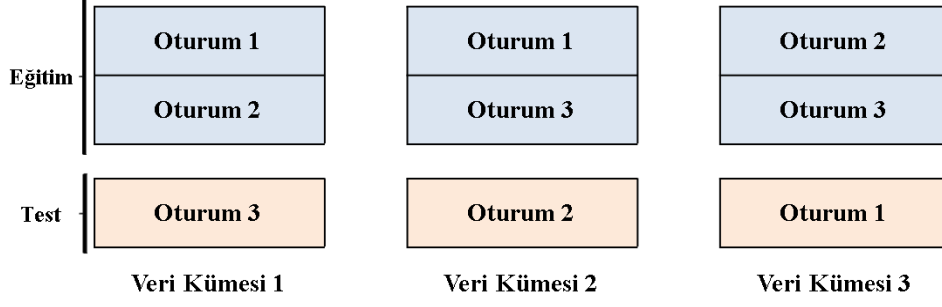 Oturum 1
Oturum 1
Oturum 2
Eğitim
Oturum 2
Oturum 3
Oturum 3
Test
Oturum 3
Oturum 2
Oturum 1
Veri Kümesi 1
Veri Kümesi 2
Veri Kümesi 3